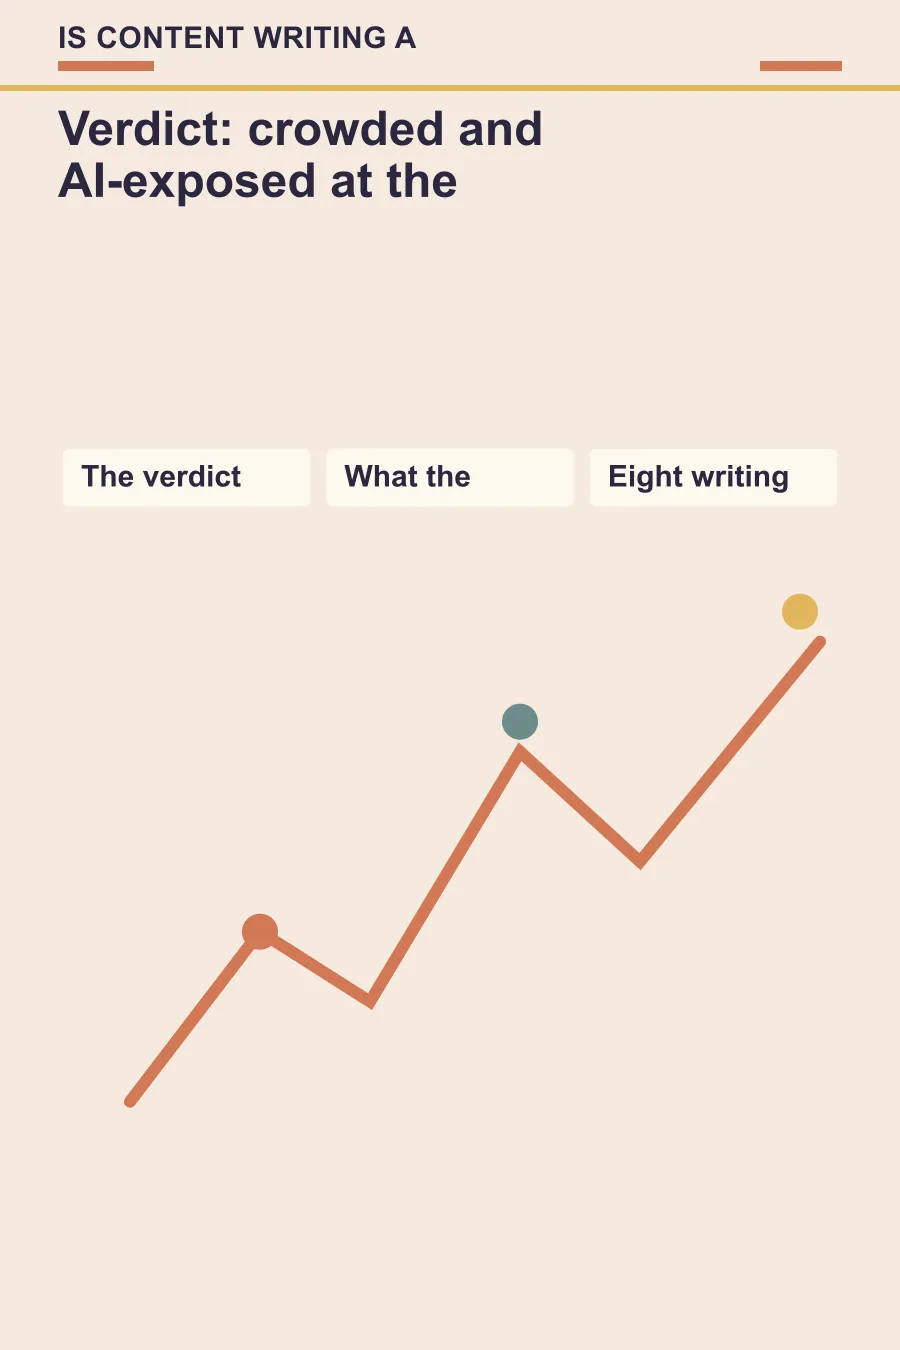 IS CONTENT WRITING A
Verdict: crowded and
AI-exposed at the
The verdict
What the
Eight writing